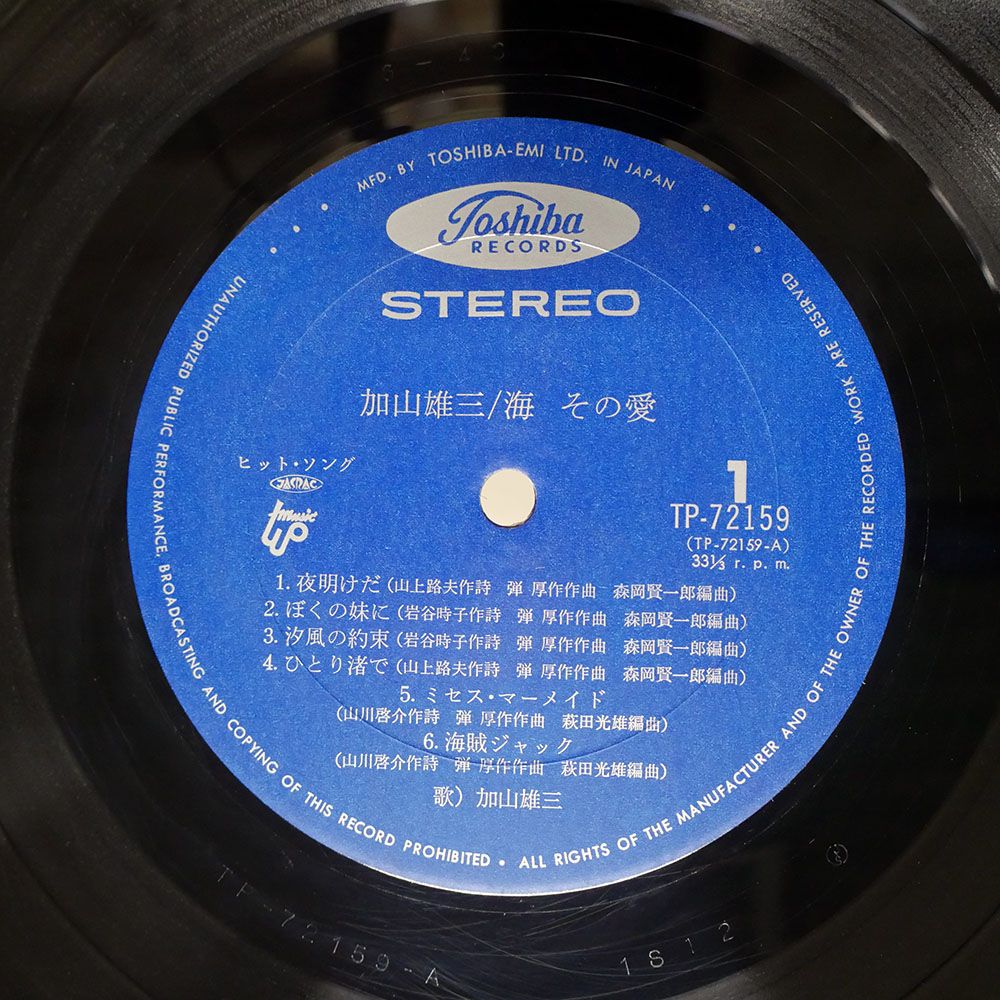 MFD. BY TOSHIBA-EMI LTD. IN JAPAN
Toshiba
RECORDS
STEREO
加山雄三/海 その愛
ヒット・ソング
JASRAC
music
UP
1
TP-72159
(TP-72159-A)
33⅓ r. p. m.
1. 夜明けだ (山上路夫作詩 弾 厚作作曲 森岡賢一郎編曲)
2. ぼくの妹に (岩谷時子作詩 弾 厚作作曲 森岡賢一郎編曲)
3. 汐風の約束 (岩谷時子作詩 弾 厚作作曲 森岡賢一郎編曲)
4. ひとり渚で (山上路夫作詩 弾 厚作作曲 森岡賢一郎編曲)
5. ミセス・マーメイド
(山川啓介作詩 弾 厚作作曲 萩田光雄編曲)
6. 海賊ジャック
(山川啓介作詩 弾 厚作作曲 萩田光雄編曲)
歌) 加山雄三
UNAUTHORIZED PUBLIC PERFORMANCE, BROADCASTING AND COPYING OF THIS RECORD PROHIBITED • ALL RIGHTS OF THE MANUFACTURER AND OF THE OWNER OF THE RECORDED WORK ARE RESERVED
TP-72159-A 1S12